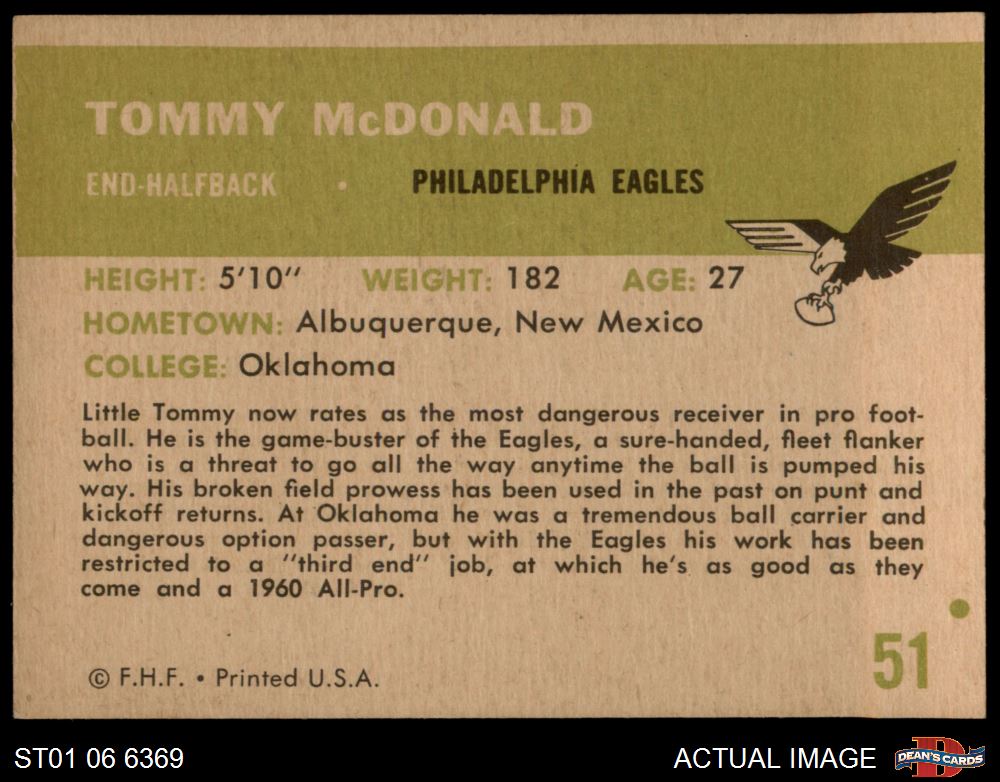 TOMMY McDONALD
END-HALFBACK • PHILADELPHIA EAGLES
HEIGHT: 5'10" WEIGHT: 182 AGE: 27
HOMETOWN: Albuquerque, New Mexico
COLLEGE: Oklahoma
Little Tommy now rates as the most dangerous receiver in pro foot-
ball. He is the game-buster of the Eagles, a sure-handed, fleet flanker
who is a threat to go all the way anytime the ball is pumped his
way. His broken field prowess has been used in the past on punt and
kickoff returns. At Oklahoma he was a tremendous ball carrier and
dangerous option passer, but with the Eagles his work has been
restricted to a "third end" job, at which he's as good as they
come and a 1960 All-Pro.
51
© F.H.F. • Printed U.S.A.
ST01 06 6369 ACTUAL IMAGE D DEAN'S CARDS